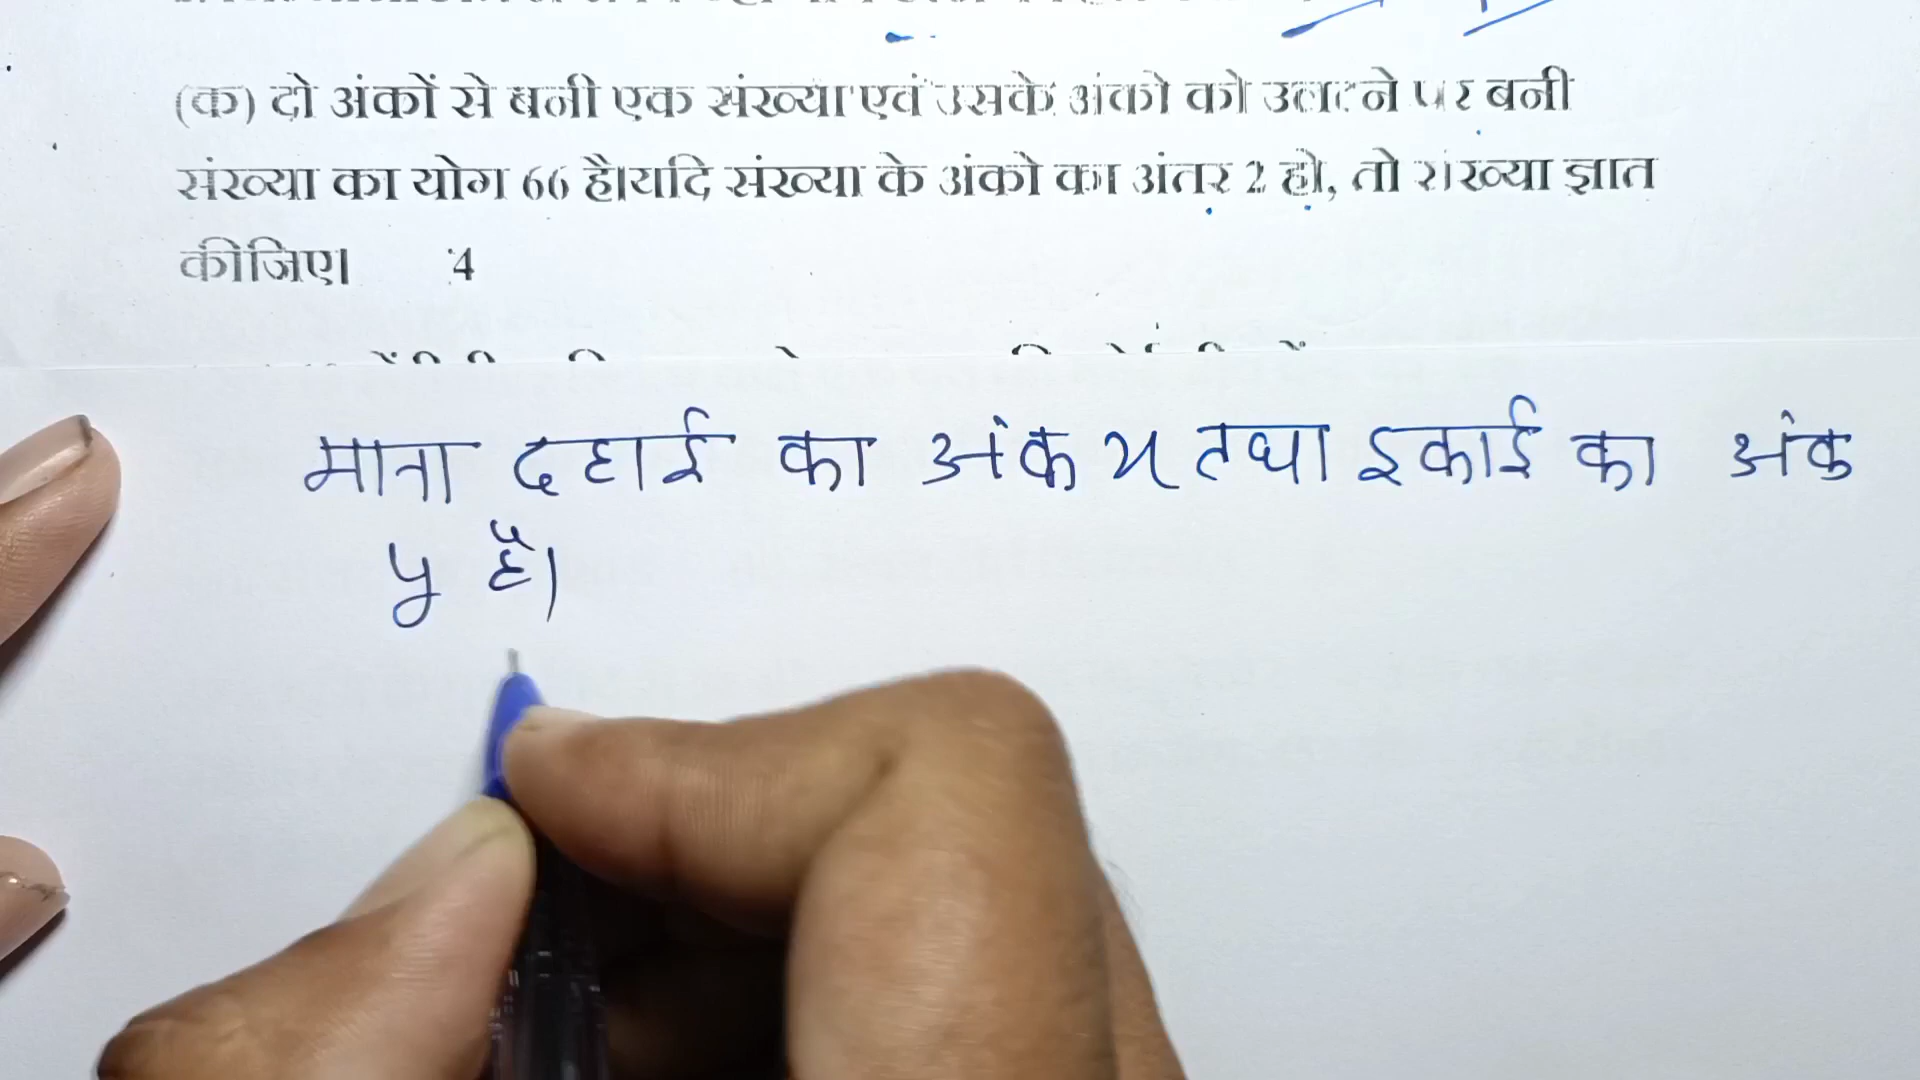 (क) दो अंकों से बनी एक संख्या एवं उसके अंको को उलटने पर बनी
संख्या का योग 66 है।यदि संख्या के अंको का अंतर 2 हो, तो संख्या ज्ञात
कीजिए। 4
माना दहाई का अंक x तथा इकाई का अंक
y है।